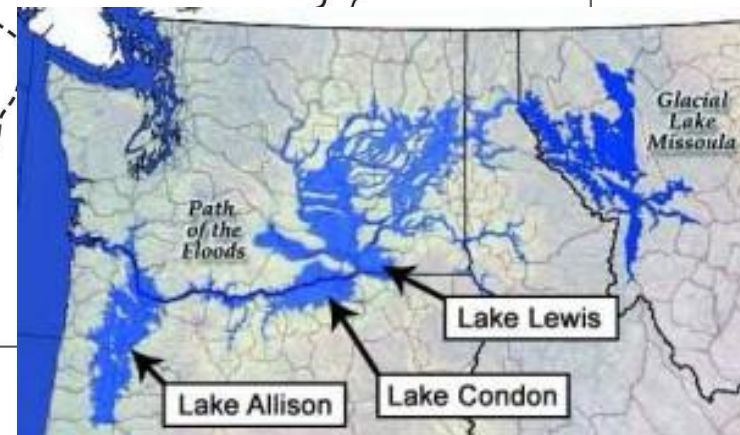 Glacial
Lake
Missoula
Path
of the
Floods
Lake Lewis
Lake Condon
Lake Allison